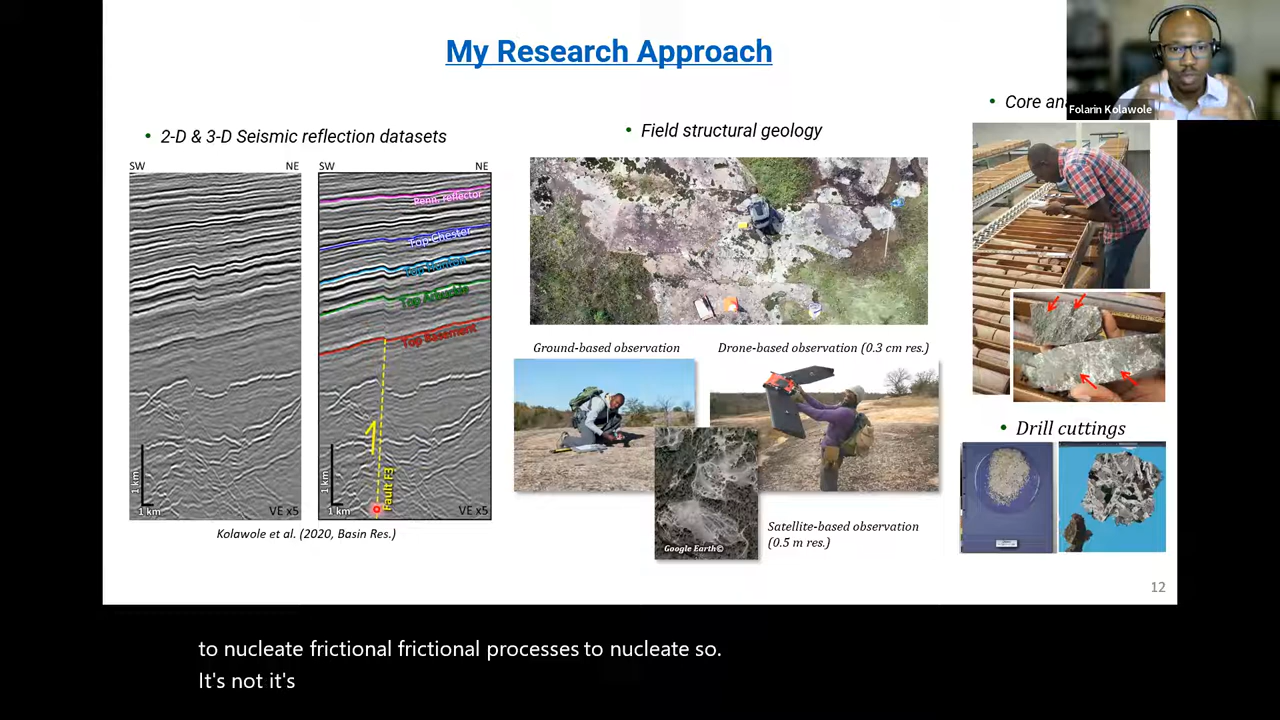 My Research Approach
Folarin Kolawole
• 2-D & 3-D Seismic reflection datasets
• Field structural geology
• Core an
SW
NE
SW
NE
Penn. reflector
Top Chester
Top Hunton
Top Arbuckle
Top Basement
Fault F3
1 km
1 km
VE x5
1 km
1 km
VE x5
Kolawole et al. (2020, Basin Res.)
Ground-based observation
Drone-based observation (0.3 cm res.)
Google Earth©
Satellite-based observation
(0.5 m res.)
• Drill cuttings
12
to nucleate frictional frictional processes to nucleate so.
It's not it's